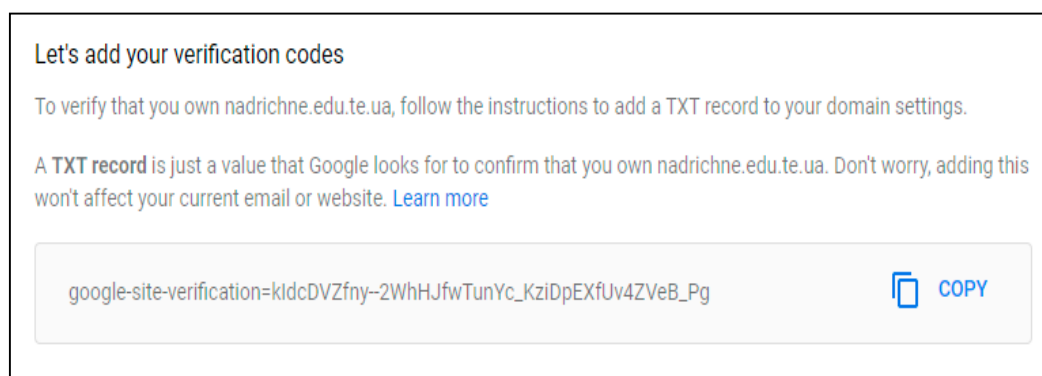 Let's add your verification codes
To verify that you own nadrichne.edu.te.ua, follow the instructions to add a TXT record to your domain settings.
A TXT record is just a value that Google looks for to confirm that you own nadrichne.edu.te.ua. Don't worry, adding this
won't affect your current email or website. Learn more
google-site-verification=kIdcDVZfny--2WhHJfwTunYc_KziDpEXfUv4ZVeB_Pg
COPY